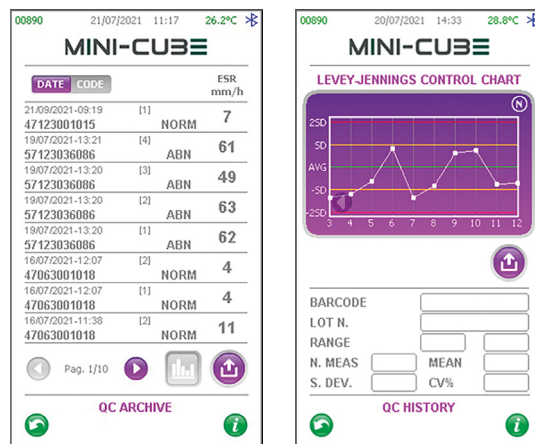 00890 21/07/2021 11:17 26.2°C
MINI-CUBE
DATE CODE ESR mm/h
21/09/2021-09:19 [1]
47123001015 NORM 7
19/07/2021-13:21 [4]
57123036086 ABN 61
19/07/2021-13:20 [3]
57123036086 ABN 49
19/07/2021-13:20 [2]
57123036086 ABN 63
19/07/2021-13:20 [1]
57123036086 ABN 62
16/07/2021-12:07 [2]
47063001018 NORM 4
16/07/2021-12:07 [1]
47063001018 NORM 4
16/07/2021-11:38 [2]
47063001018 NORM 11
Pag. 1/10
QC ARCHIVE
i
00890 20/07/2021 14:33 28.8°C
MINI-CUBE
LEVEY-JENNINGS CONTROL CHART
N
2SD
SD
AVG
-SD
-2SD
3 4 5 6 7 8 9 10 11 12
BARCODE
LOT N.
RANGE
N. MEAS MEAN
S. DEV. CV%
QC HISTORY
i